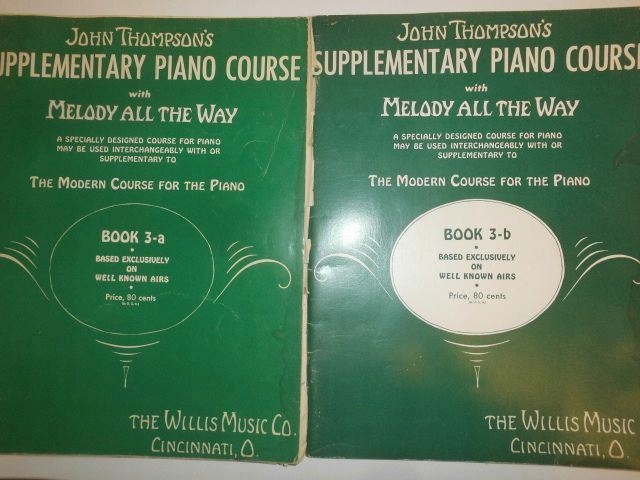 JOHN THOMPSON'S
UPPLEMENTARY PIANO COURSE
with
MELODY ALL THE WAY
A SPECIALLY DESIGNED COURSE FOR PIANO
MAY BE USED INTERCHANGEABLY WITH OR
SUPPLEMENTARY TO
THE MODERN COURSE FOR THE PIANO
BOOK 3-a
BASED EXCLUSIVELY
ON
WELL KNOWN AIRS
Price, 80 cents
(in U. S. A.)
THE WILLIS MUSIC CO.
CINCINNATI, O.
JOHN THOMPSON'S
SUPPLEMENTARY PIANO COURSE
with
MELODY ALL THE WAY
A SPECIALLY DESIGNED COURSE FOR PIANO
MAY BE USED INTERCHANGEABLY WITH OR
SUPPLEMENTARY TO
THE MODERN COURSE FOR THE PIANO
BOOK 3-b
BASED EXCLUSIVELY
ON
WELL KNOWN AIRS
Price, 80 cents
(in U. S. A.)
THE WILLIS MUSIC
CINCINNATI, O.